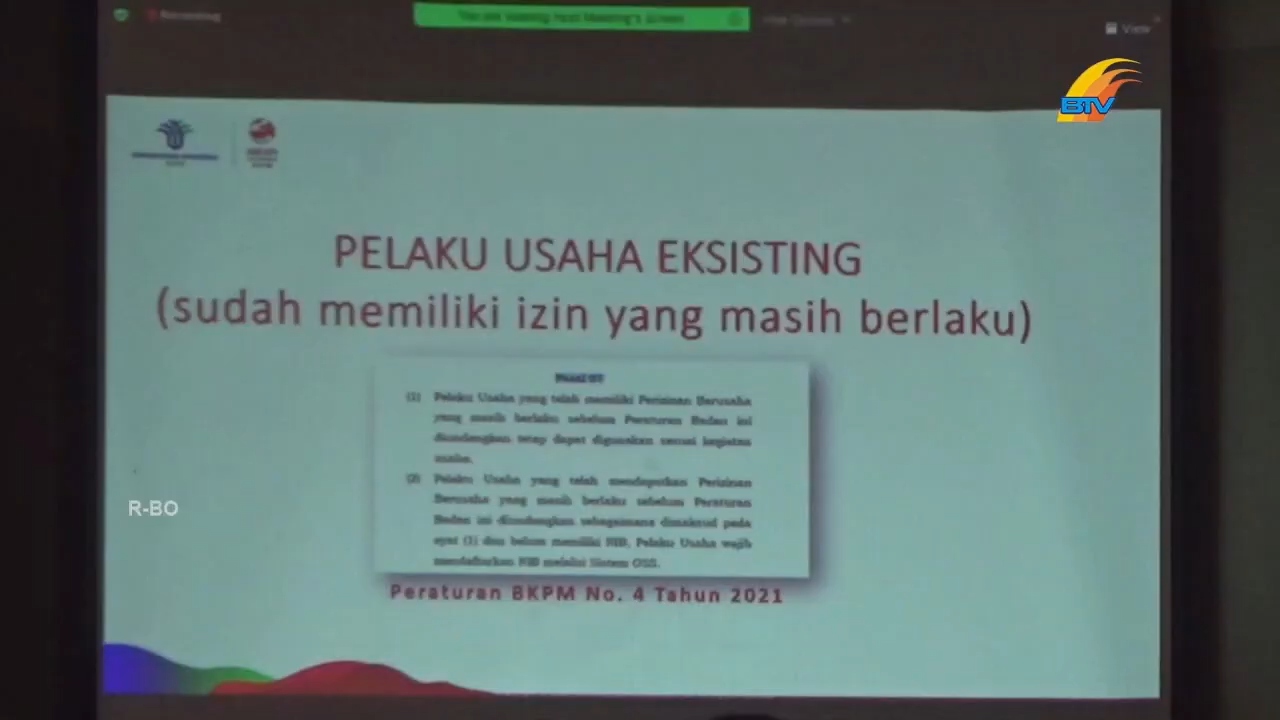 Recording
View
BTV
PELAKU USAHA EKSISTING
(sudah memiliki izin yang masih berlaku)
(1) Pelaku Usaha yang telah memiliki Perizinan Berusaha
yang masih berlaku sebelum Peraturan Badan ini
diundangkan tetap dapat digunakan sesuai kegiatan
usaha.
(2) Pelaku Usaha yang telah mendapatkan Perizinan
Berusaha yang masih berlaku sebelum Peraturan
Badan ini diundangkan sebagaimana dimaksud pada
ayat (1) dan belum memiliki NIB, Pelaku Usaha wajib
mendaftarkan NIB melalui Sistem OSS.
R-BO
Peraturan BKPM No. 4 Tahun 2021